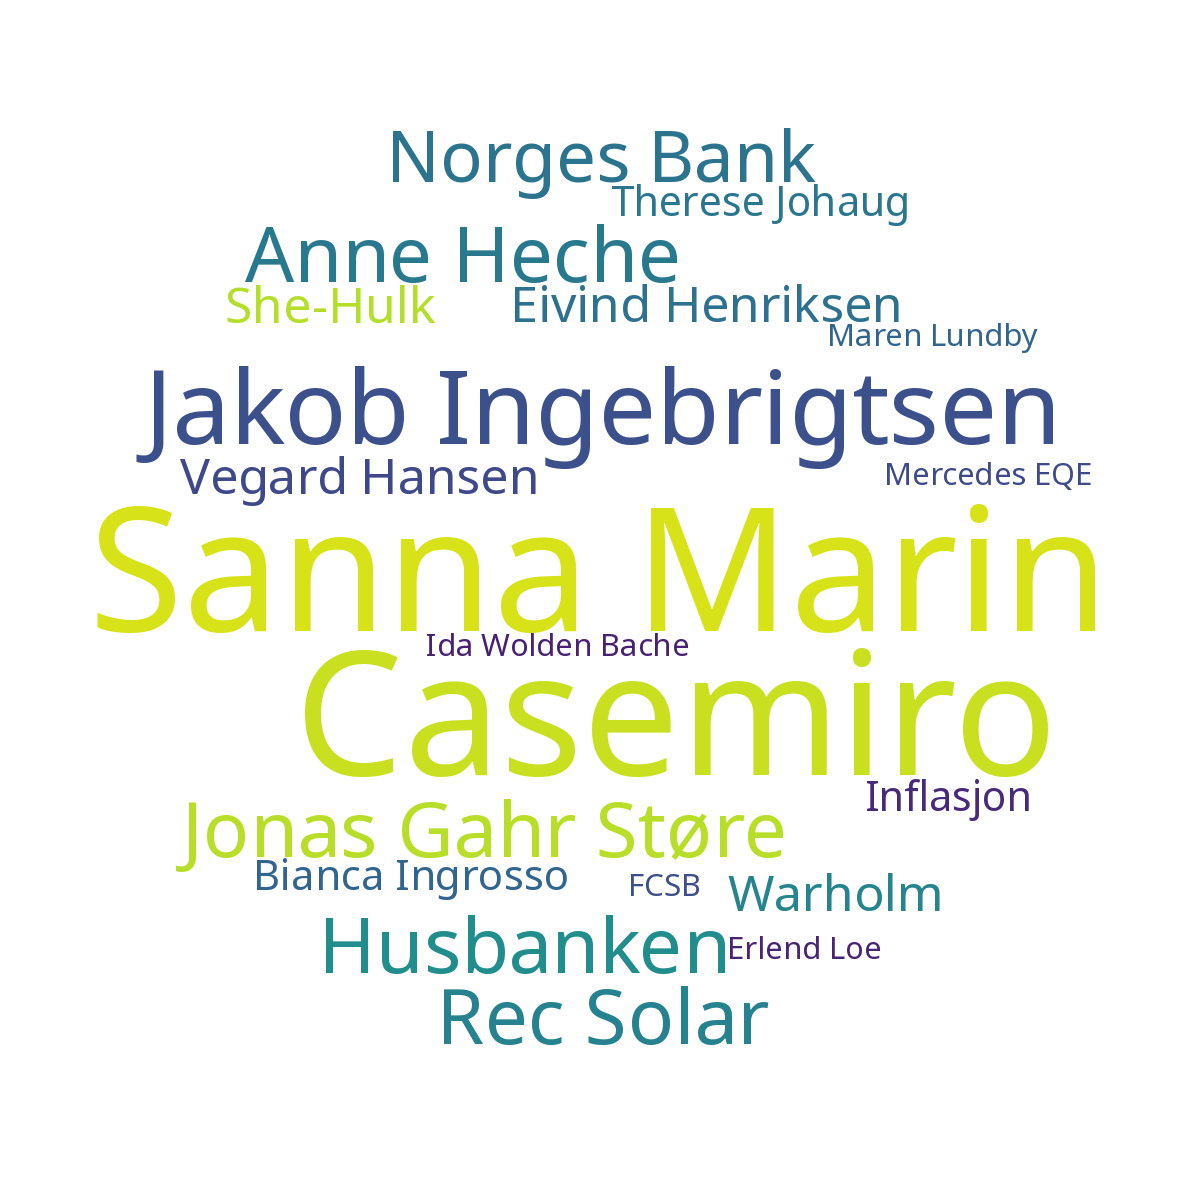 Norges Bank
Therese Johaug
Anne Heche
She-Hulk
Eivind Henriksen
Maren Lundby
Jakob Ingebrigtsen
Vegard Hansen
Mercedes EQE
Sanna Marin
Ida Wolden Bache
Casemiro
Inflasjon
Jonas Gahr Støre
Bianca Ingrosso
FCSB
Warholm
Husbanken
Erlend Loe
Rec Solar